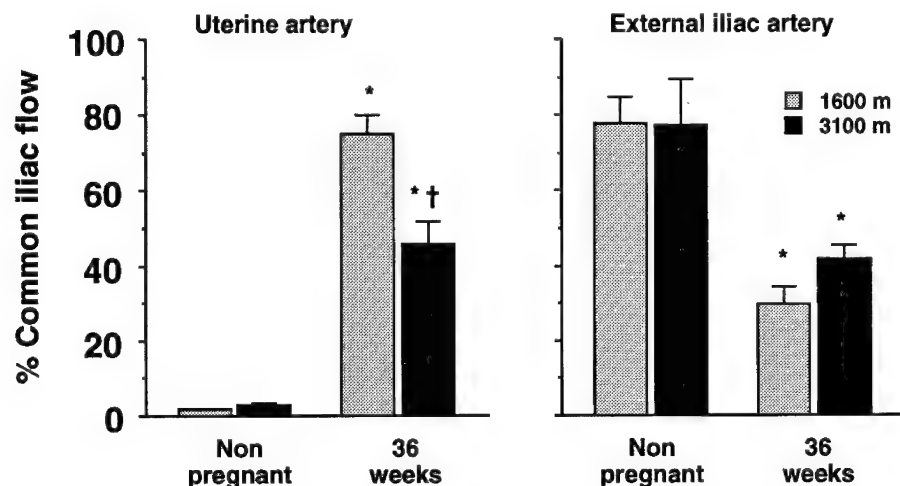 Uterine artery
External iliac artery
% Common iliac flow
100
80
60
40
20
0
*
* †
*
*
1600 m
3100 m
Non
pregnant
36
weeks
Non
pregnant
36
weeks